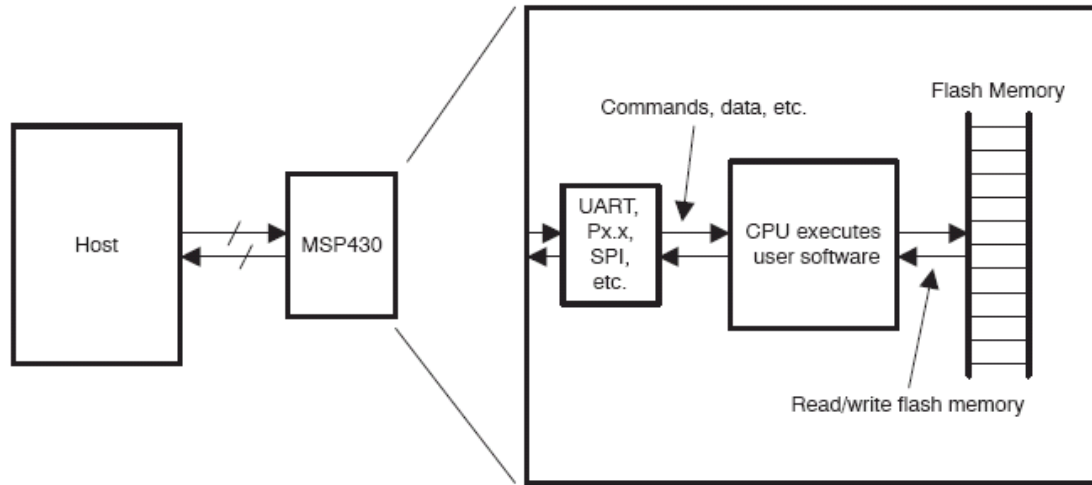 Host
MSP430
UART,
Px.x,
SPI,
etc.
Commands, data, etc.
CPU executes
user software
Flash Memory
Read/write flash memory